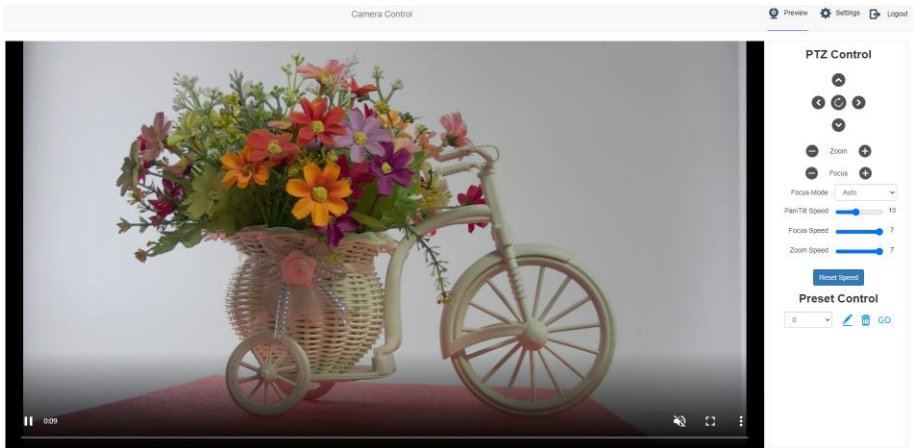 Camera Control
Preview Settings Logout
PTZ Control
Zoom
Focus
Focus Mode Auto
Pan/Tilt Speed 10
Focus Speed 7
Zoom Speed 7
Reset Speed
Preset Control
0 GO
0:09